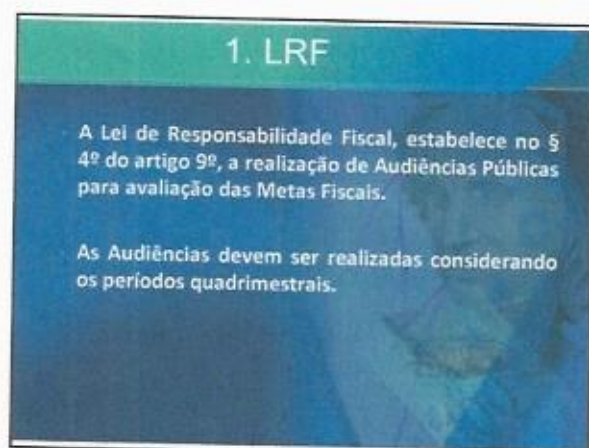 1. LRF
A Lei de Responsabilidade Fiscal, estabelece no §
4º do artigo 9º, a realização de Audiências Públicas
para avaliação das Metas Fiscais.
As Audiências devem ser realizadas considerando
os períodos quadrimestrais.